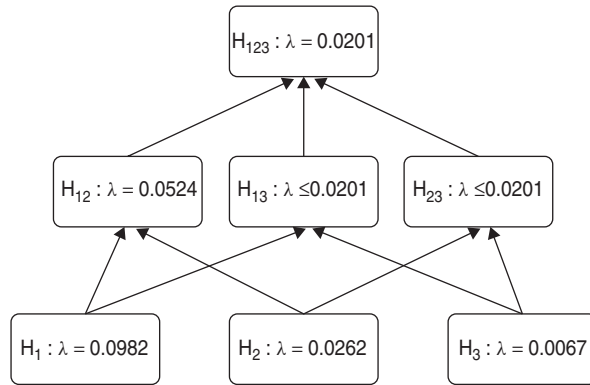 H₁₂₃ : λ = 0.0201
H₁₂ : λ = 0.0524
H₁₃ : λ ≤0.0201
H₂₃ : λ ≤0.0201
H₁ : λ = 0.0982
H₂ : λ = 0.0262
H₃ : λ = 0.0067